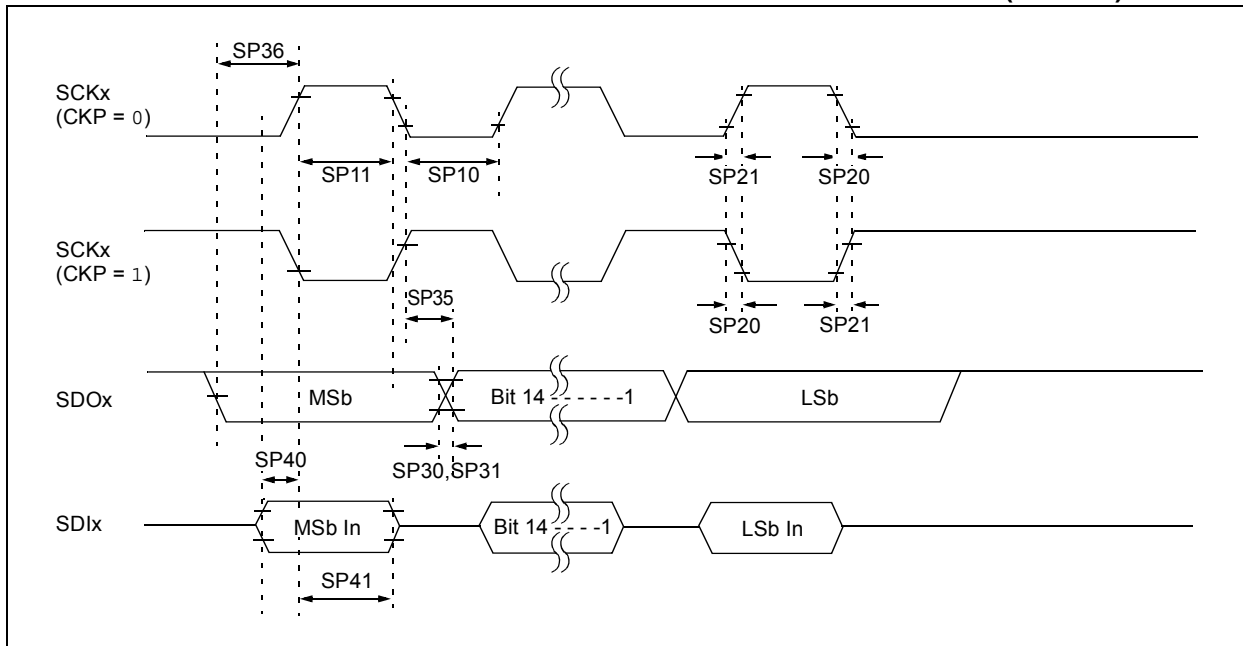 SP36
SCKx
(CKP = 0)
SP11
SP10
SP21
SP20
SCKx
(CKP = 1)
SP35
SP20
SP21
SDOx
MSb
Bit 14 - - - - - -1
LSb
SP40
SP30,SP31
SDIx
MSb In
Bit 14 - - - -1
LSb In
SP41